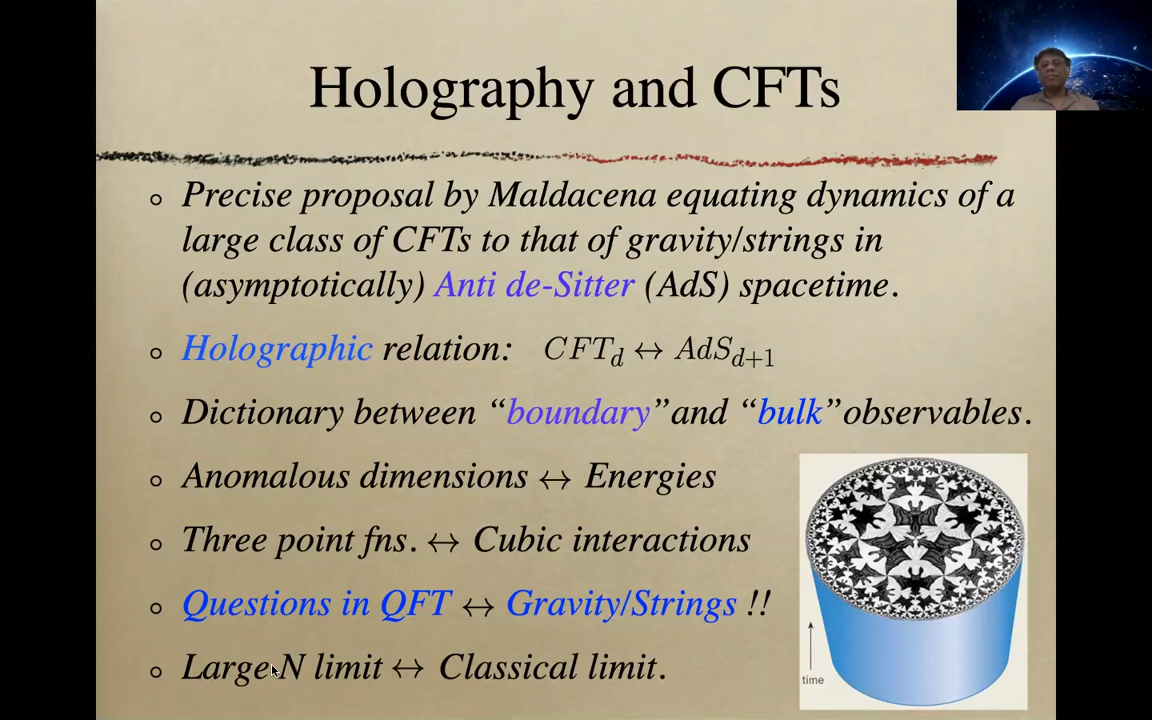 Holography and CFTs
Precise proposal by Maldacena equating dynamics of a
large class of CFTs to that of gravity/strings in
(asymptotically) Anti de-Sitter (AdS) spacetime.
Holographic relation: CFT_d ↔ AdS_{d+1}
Dictionary between “boundary”and “bulk”observables.
Anomalous dimensions ↔ Energies
Three point fns. ↔ Cubic interactions
Questions in QFT ↔ Gravity/Strings !!
Large N limit ↔ Classical limit.
time